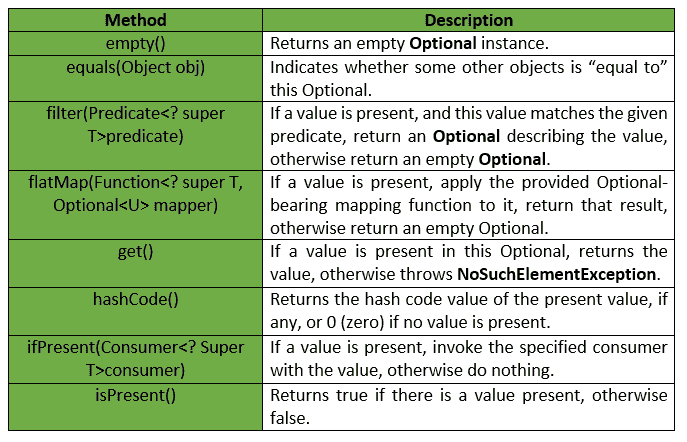 Method Description
empty() Returns an empty Optional instance.
equals(Object obj) Indicates whether some other objects is “equal to”
this Optional.
filter(Predicate<? super
T>predicate)
If a value is present, and this value matches the given
predicate, return an Optional describing the value,
otherwise return an empty Optional.
flatMap(Function<? super T,
Optional<U> mapper)
If a value is present, apply the provided Optional-
bearing mapping function to it, return that result,
otherwise return an empty Optional.
get()
If a value is present in this Optional, returns the
value, otherwise throws NoSuchElementException.
hashCode()
Returns the hash code value of the present value, if
any, or 0 (zero) if no value is present.
ifPresent(Consumer<? Super
T>consumer)
If a value is present, invoke the specified consumer
with the value, otherwise do nothing.
isPresent()
Returns true if there is a value present, otherwise
false.